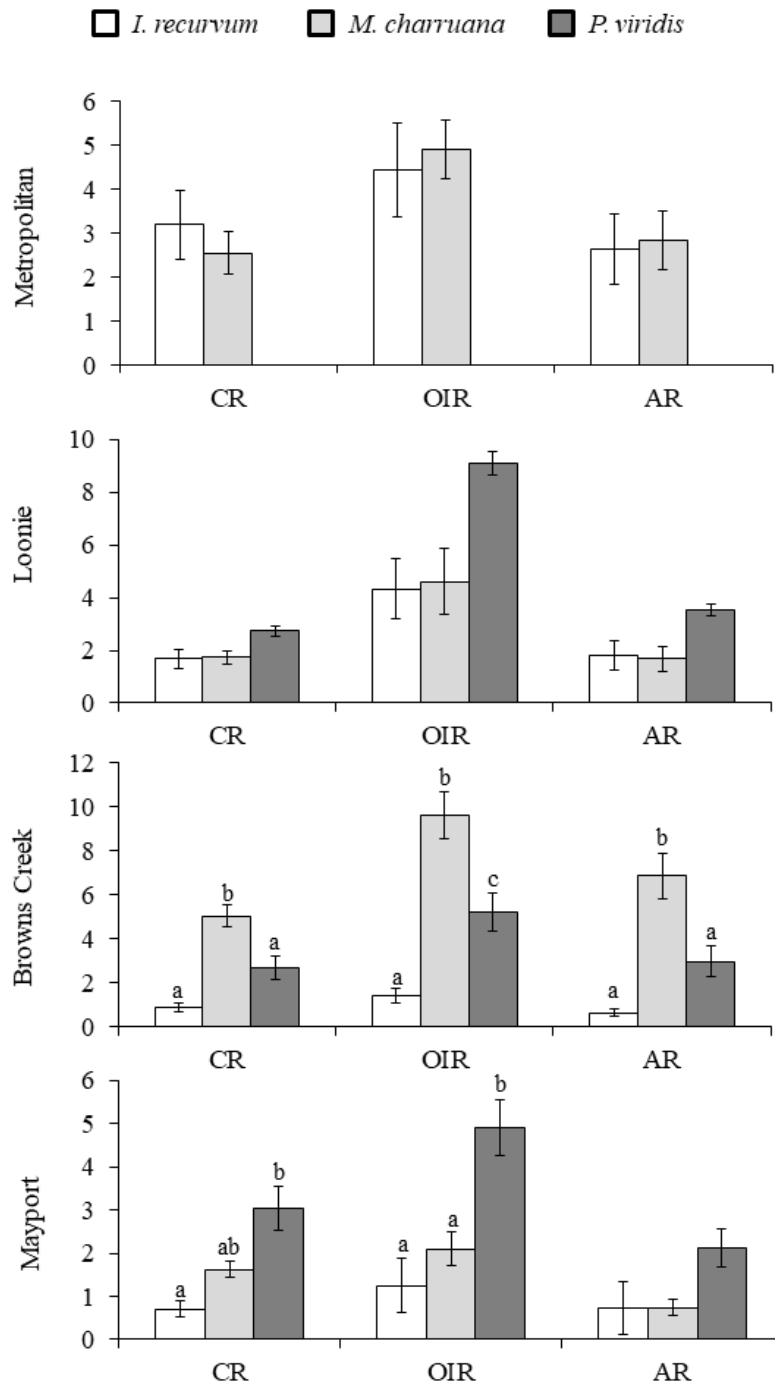 I. recurvum M. charruana P. viridis
Metropolitan
6
5
4
3
2
1
0
CR OIR AR
Loonie
10
8
6
4
2
0
CR OIR AR
Browns Creek
12
10
8
6
4
2
0
a b a
a b c
a b a
CR OIR AR
Mayport
6
5
4
3
2
1
0
a ab b
a a b
CR OIR AR